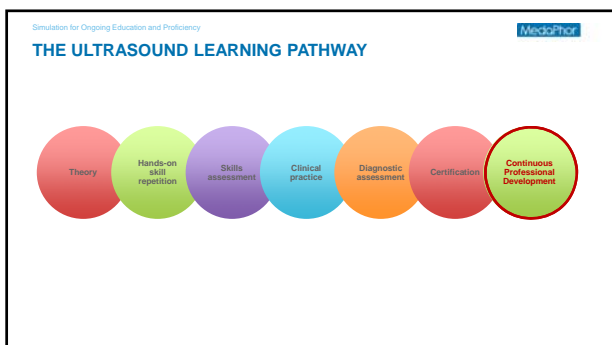 Simulation for Ongoing Education and Proficiency
MedaPhor
THE ULTRASOUND LEARNING PATHWAY
Theory
Hands-on
skill
repetition
Skills
assessment
Clinical
practice
Diagnostic
assessment
Certification
Continuous
Professional
Development